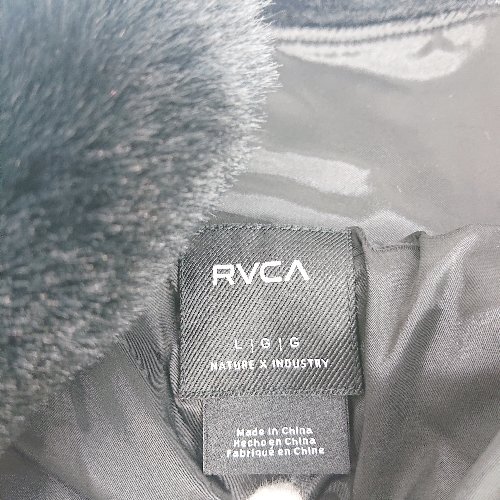 RVCA
L | G | G
NATURE X INDUSTRY
Made in China
Hecho en China
Fabriqué en Chine